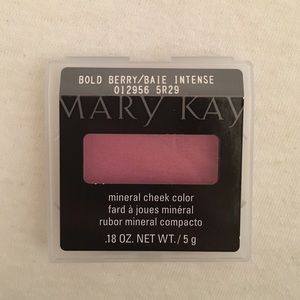 BOLD BERRY/BAIE INTENSE
012956 5R29
MARY KAY
mineral cheek color
fard à joues minéral
rubor mineral compacto
.18 OZ. NET WT./5 g